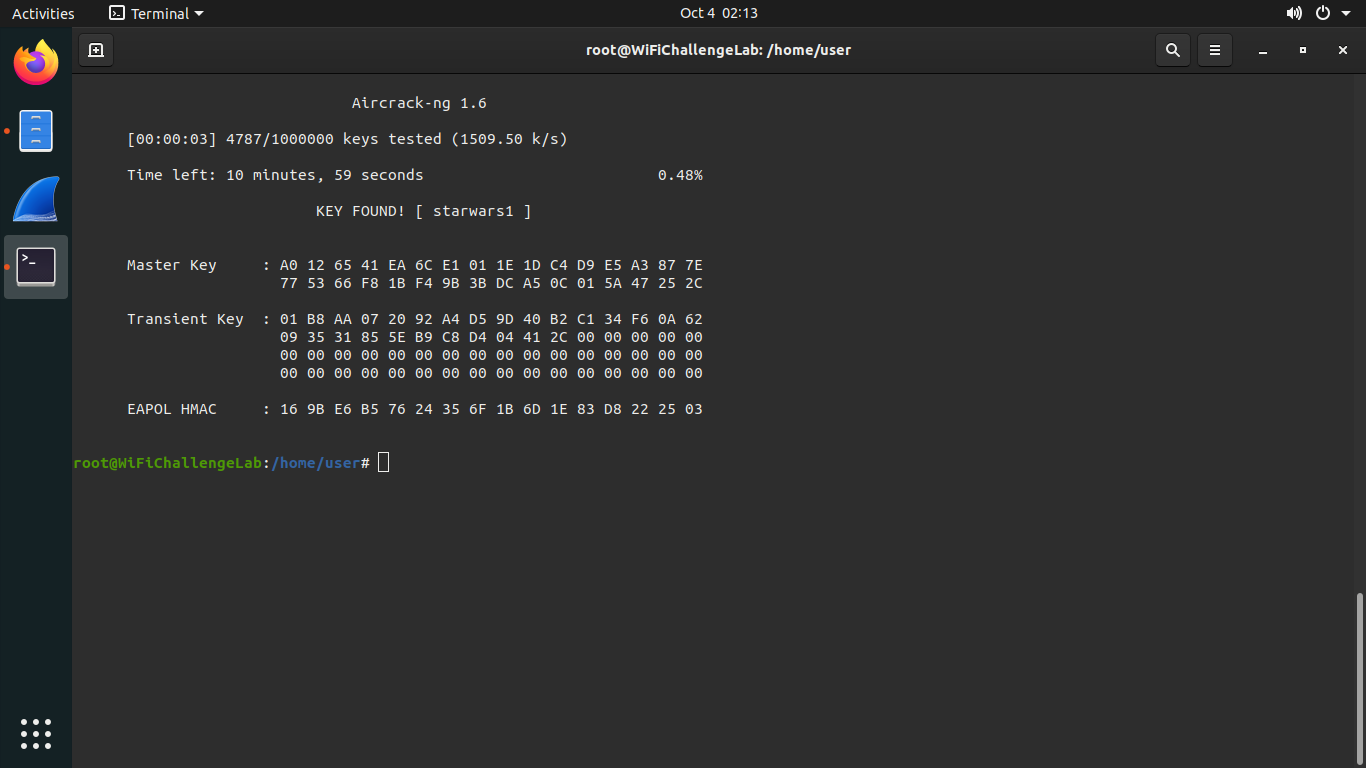 Activities Terminal Oct 4 02:13
root@WiFiChallengeLab: /home/user
Aircrack-ng 1.6
[00:00:03] 4787/1000000 keys tested (1509.50 k/s)
Time left: 10 minutes, 59 seconds 0.48%
KEY FOUND! [ starwars1 ]
Master Key : A0 12 65 41 EA 6C E1 01 1E 1D C4 D9 E5 A3 87 7E
77 53 66 F8 1B F4 9B 3B DC A5 0C 01 5A 47 25 2C
Transient Key : 01 B8 AA 07 20 92 A4 D5 9D 40 B2 C1 34 F6 0A 62
09 35 31 85 5E B9 C8 D4 04 41 2C 00 00 00 00 00
00 00 00 00 00 00 00 00 00 00 00 00 00 00 00 00
00 00 00 00 00 00 00 00 00 00 00 00 00 00 00 00
EAPOL HMAC : 16 9B E6 B5 76 24 35 6F 1B 6D 1E 83 D8 22 25 03
root@WiFiChallengeLab:/home/user#